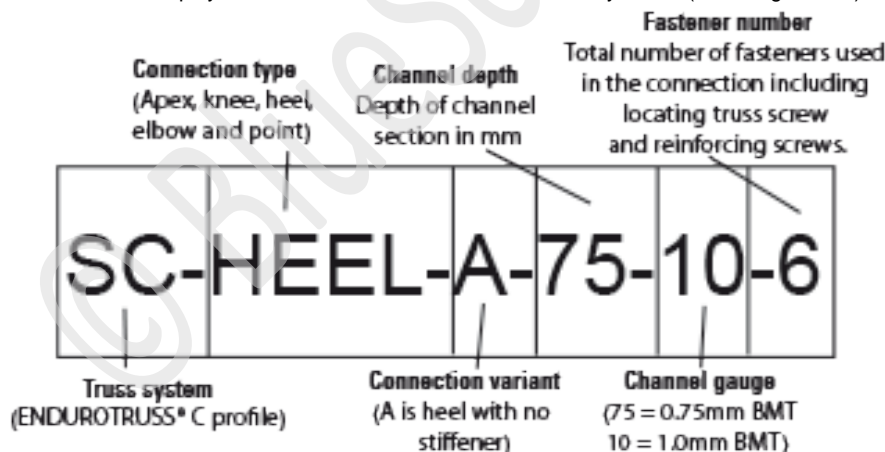 Fastener number
Total number of fasteners used
in the connection including
locating truss screw
and reinforcing screws.
Connection type
(Apex, knee, heel,
elbow and point)
Channel depth
Depth of channel
section in mm
SC-HEEL-A-75-10-6
Truss system
(ENDUROTRUSS® C profile)
Connection variant
(A is heel with no
stiffener)
Channel gauge
(75 = 0.75mm BMT
10 = 1.0mm BMT)